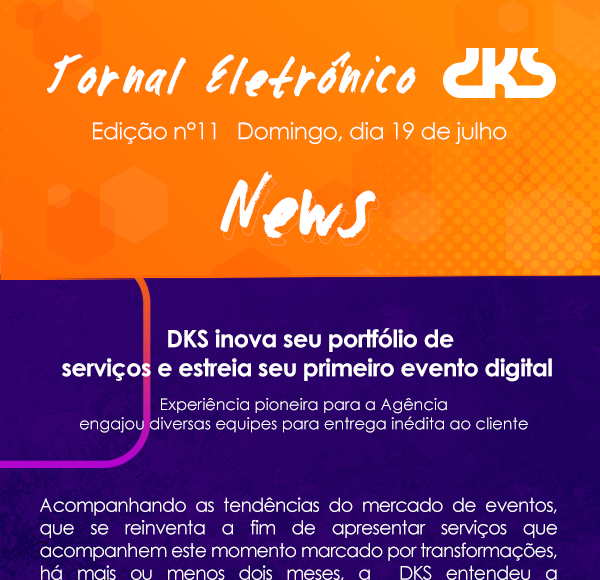 Jornal Eletrônico DKS
Edição nº11 Domingo, dia 19 de julho
News
DKS inova seu portfólio de
serviços e estreia seu primeiro evento digital
Experiência pioneira para a Agência
engajou diversas equipes para entrega inédita ao cliente
Acompanhando as tendências do mercado de eventos,
que se reinventa a fim de apresentar serviços que
acompanhem este momento marcado por transformações,
há mais ou menos dois meses, a DKS entendeu a